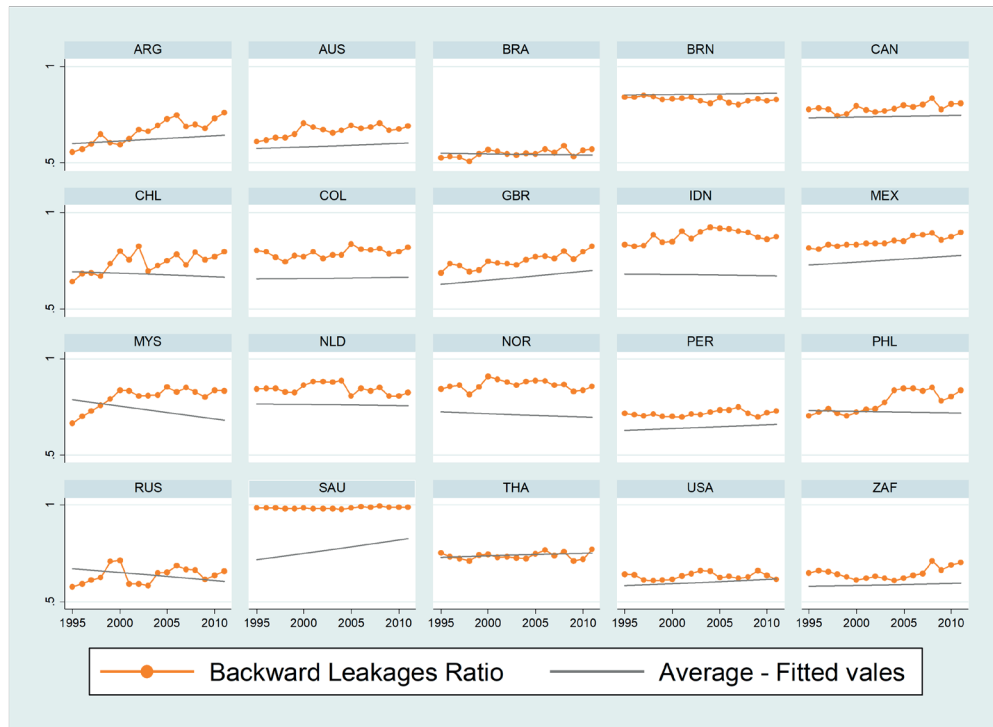 ARG AUS BRA BRN CAN
1
.5
CHL COL GBR IDN MEX
1
.5
MYS NLD NOR PER PHL
1
.5
RUS SAU THA USA ZAF
1
.5
1995 2000 2005 2010 1995 2000 2005 2010 1995 2000 2005 2010 1995 2000 2005 2010 1995 2000 2005 2010
Backward Leakages Ratio Average - Fitted vales